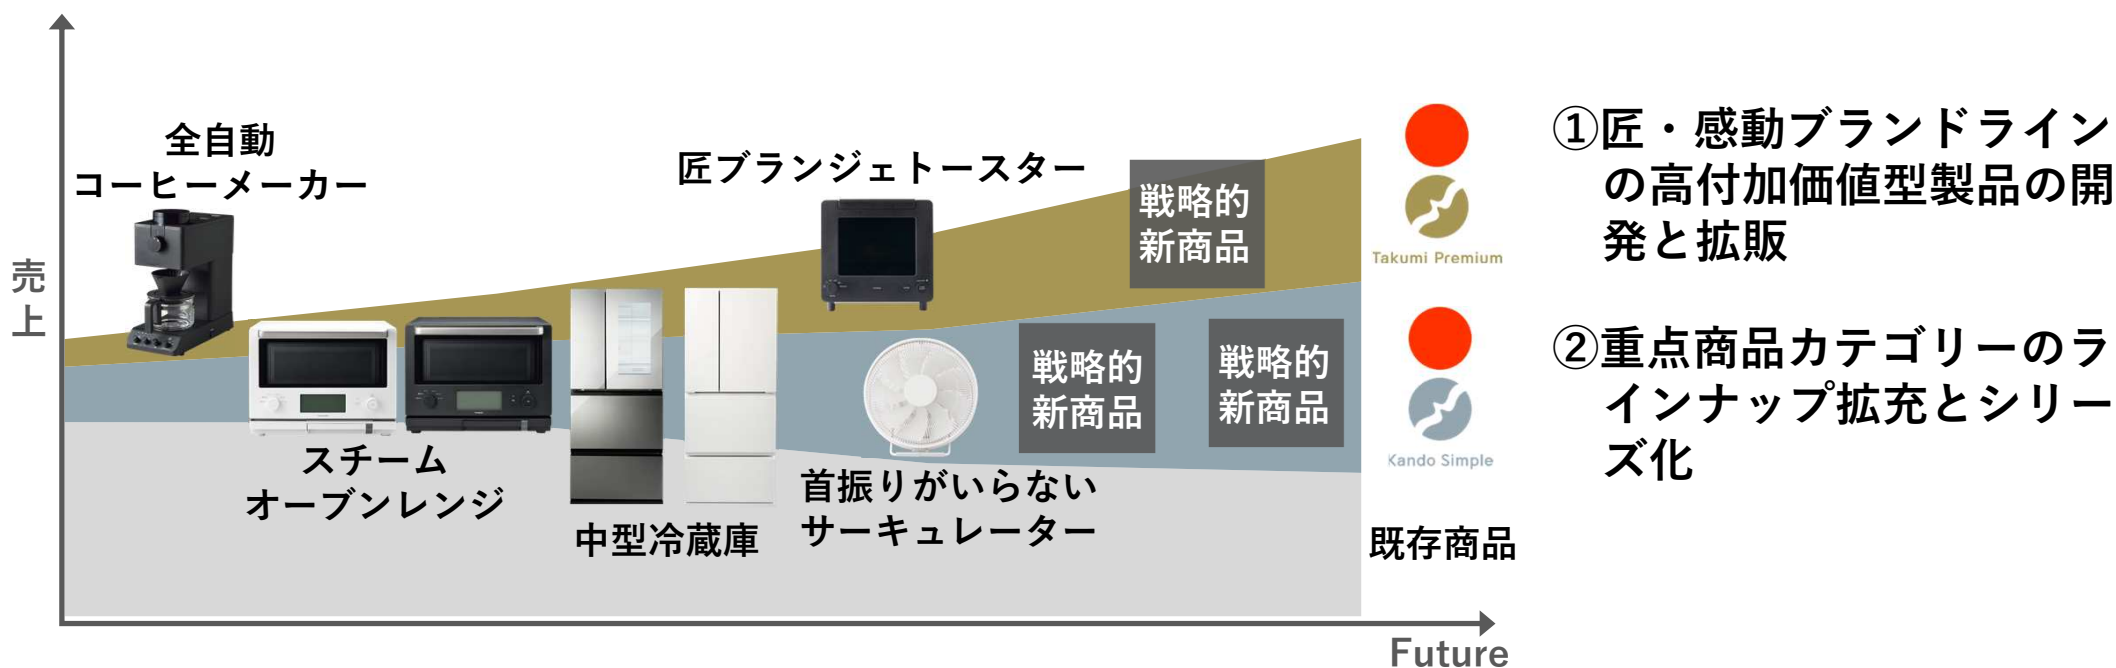 全自動
コーヒーメーカー
匠ブランジェトースター
戦略的
新商品
Takumi Premium
売
上
戦略的
新商品
戦略的
新商品
Kando Simple
スチーム
オーブンレンジ
中型冷蔵庫
首振りがいらない
サーキュレーター
既存商品
Future
①匠・感動ブランドライン
の高付加価値型製品の開
発と拡販
②重点商品カテゴリーのラ
インナップ拡充とシリー
ズ化